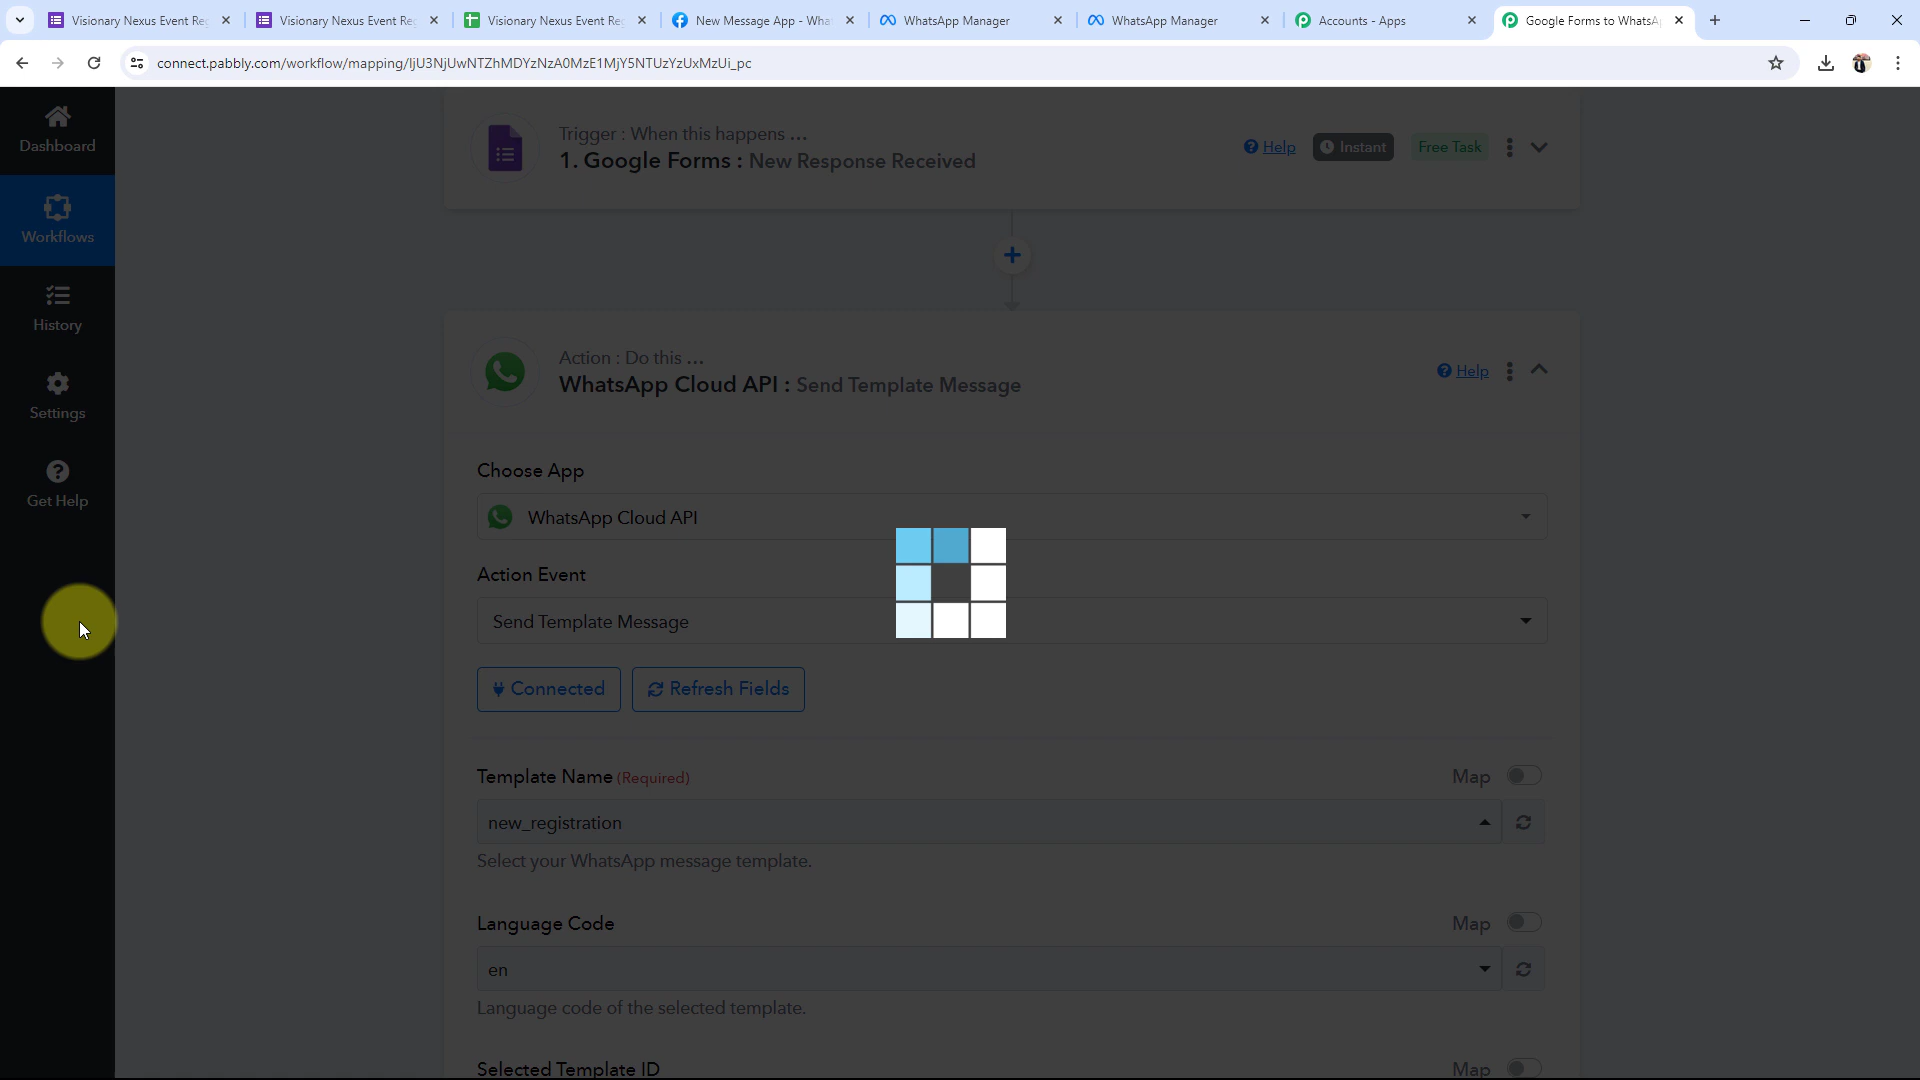 Visionary Nexus Event Re
Visionary Nexus Event Re
Visionary Nexus Event Re
New Message App - Wha
WhatsApp Manager
WhatsApp Manager
Accounts - Apps
Google Forms to WhatsA
connect.pabbly.com/workflow/mapping/IjU3NjUwNTZhMDYzNzA0MzE1MjY5NTUzYzUxMzUi_pc
Dashboard
Workflows
History
Settings
Get Help
Trigger : When this happens ...
1. Google Forms : New Response Received
Help
Instant
Free Task
Action : Do this ...
WhatsApp Cloud API : Send Template Message
Help
Choose App
WhatsApp Cloud API
Action Event
Send Template Message
Connected
Refresh Fields
Template Name (Required)
Map
new_registration
Select your WhatsApp message template.
Language Code
Map
en
Language code of the selected template.
Selected Template ID
Map